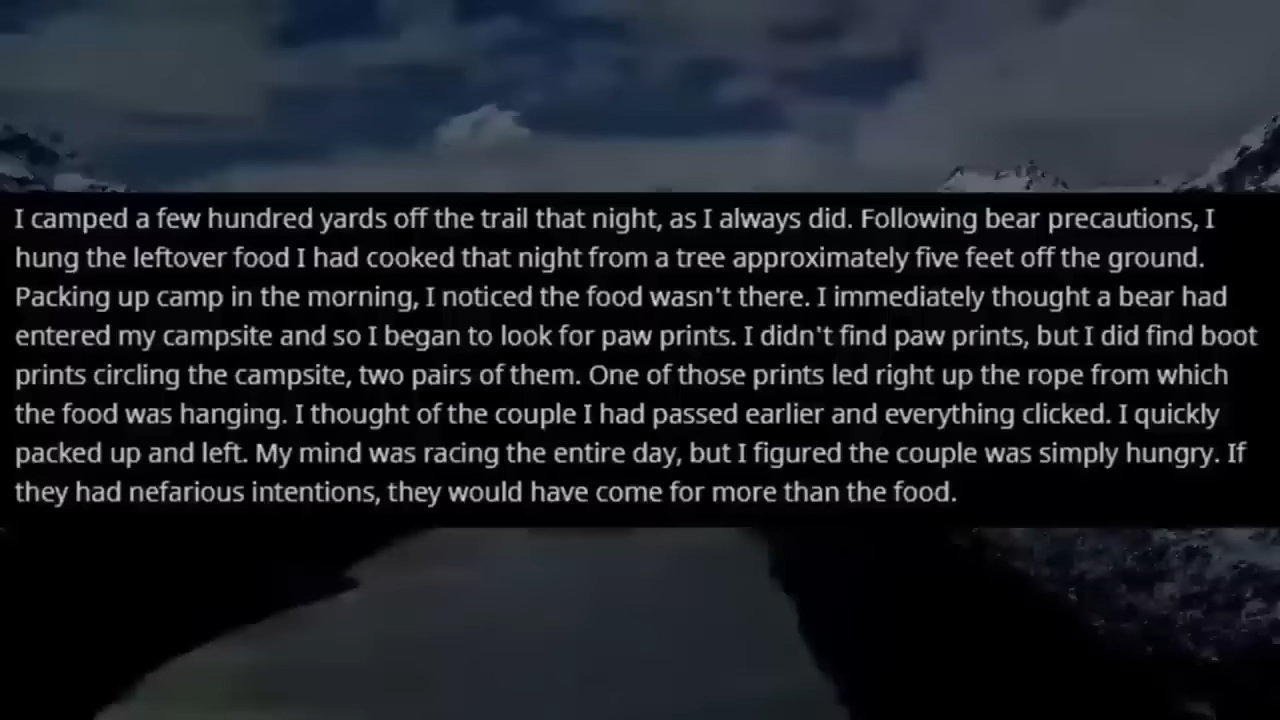 I camped a few hundred yards off the trail that night, as I always did. Following bear precautions, I
hung the leftover food I had cooked that night from a tree approximately five feet off the ground.
Packing up camp in the morning, I noticed the food wasn't there. I immediately thought a bear had
entered my campsite and so I began to look for paw prints. I didn't find paw prints, but I did find boot
prints circling the campsite, two pairs of them. One of those prints led right up the rope from which
the food was hanging. I thought of the couple I had passed earlier and everything clicked. I quickly
packed up and left. My mind was racing the entire day, but I figured the couple was simply hungry. If
they had nefarious intentions, they would have come for more than the food.